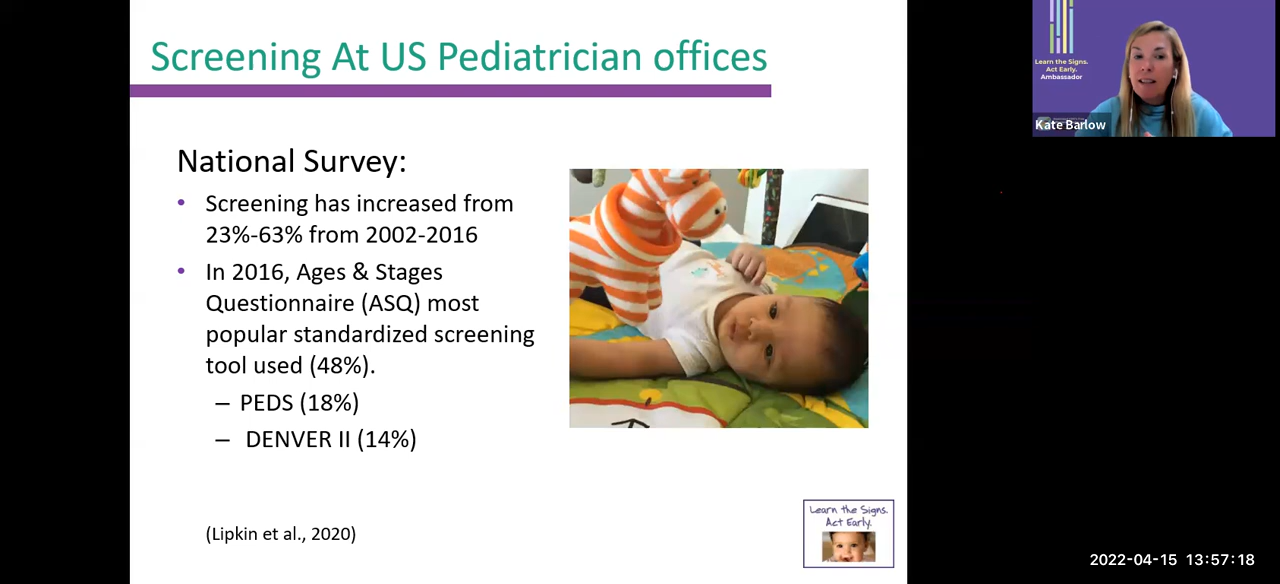 Screening At US Pediatrician offices
National Survey:
• Screening has increased from
23%-63% from 2002-2016
• In 2016, Ages & Stages
Questionnaire (ASQ) most
popular standardized screening
tool used (48%).
– PEDS (18%)
– DENVER II (14%)
(Lipkin et al., 2020)
Learn the Signs.
Act Early.
Learn the Signs.
Act Early.
Ambassador
Kate Barlow
2022-04-15 13:57:18